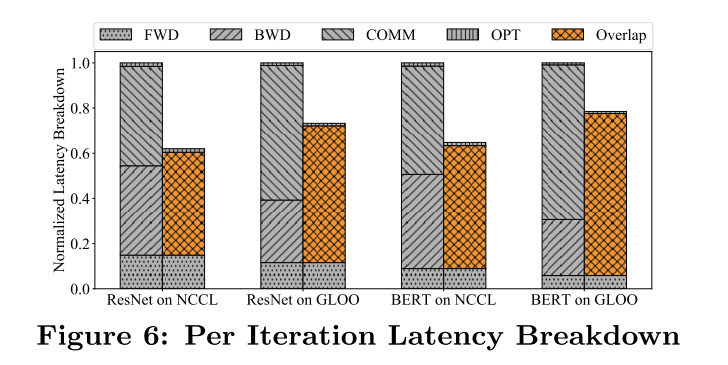 FWD BWD COMM OPT Overlap
Normalized Latency Breakdown
1.0
0.8
0.6
0.4
0.2
0.0
ResNet on NCCL ResNet on GLOO BERT on NCCL BERT on GLOO
Figure 6: Per Iteration Latency Breakdown